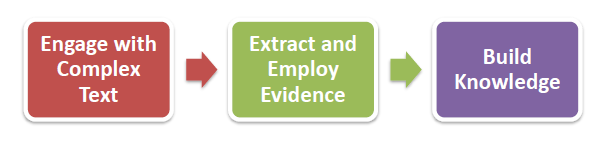 Engage with
Complex
Text
Extract and
Employ
Evidence
Build
Knowledge